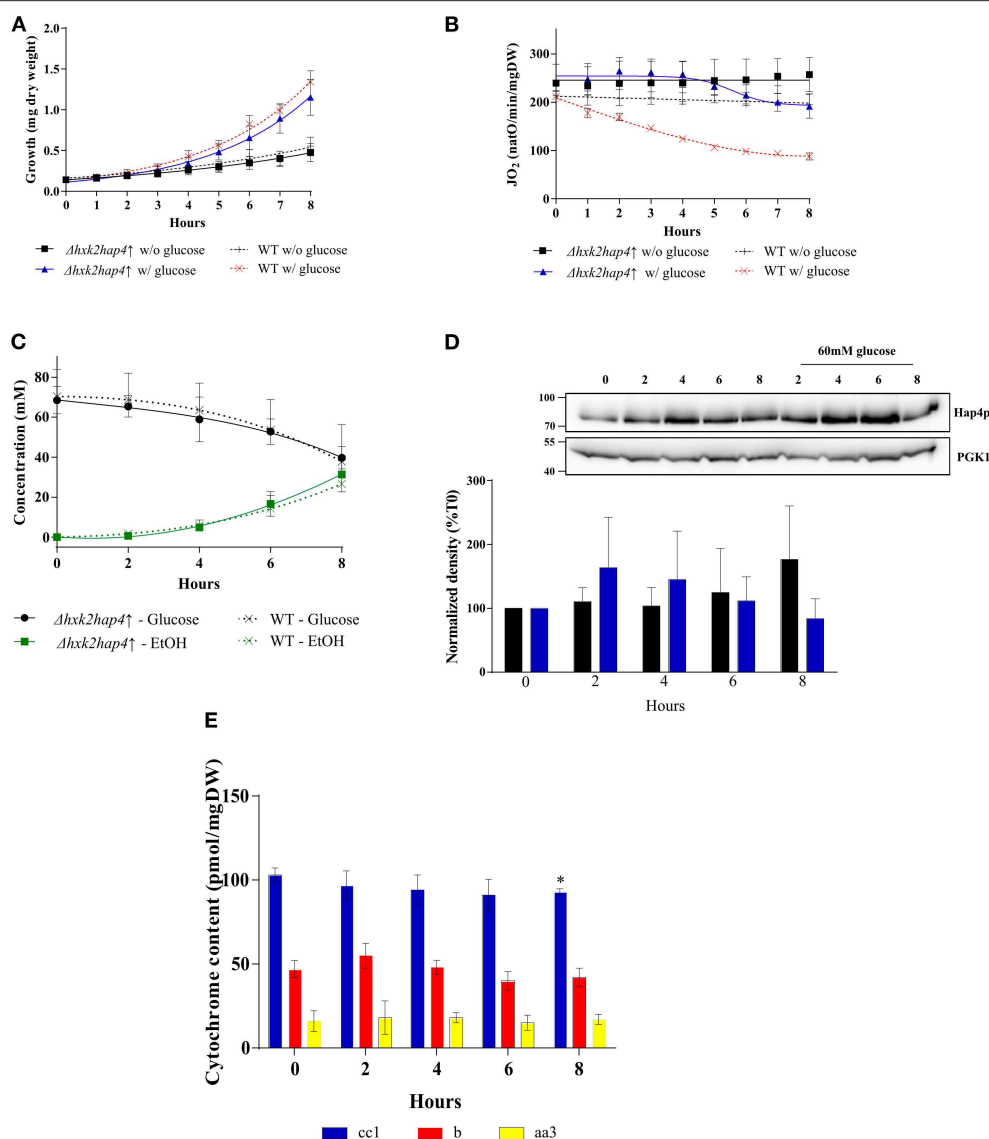 A
Growth (mg dry weight)
2.0
1.5
1.0
0.5
0.0
0 1 2 3 4 5 6 7 8
Hours
Δhxk2hap4↑ w/o glucose
WT w/o glucose
Δhxk2hap4↑ w/ glucose
WT w/ glucose
B
JO₂ (natO/min/mgDW)
300
200
100
0
0 1 2 3 4 5 6 7 8
Hours
Δhxk2hap4↑ w/o glucose
WT w/o glucose
Δhxk2hap4↑ w/ glucose
WT w/ glucose
C
Concentration (mM)
80
60
40
20
0
0 2 4 6 8
Hours
Δhxk2hap4↑ - Glucose
WT - Glucose
Δhxk2hap4↑ - EtOH
WT - EtOH
D
60mM glucose
0 2 4 6 8 2 4 6 8
100
70
Hap4p
55
40
PGK1
Normalized density (%T0)
300
200
100
0
0 2 4 6 8
Hours
E
Cytochrome content (pmol/mgDW)
150
100
50
0
*
0 2 4 6 8
Hours
cc1 b aa3